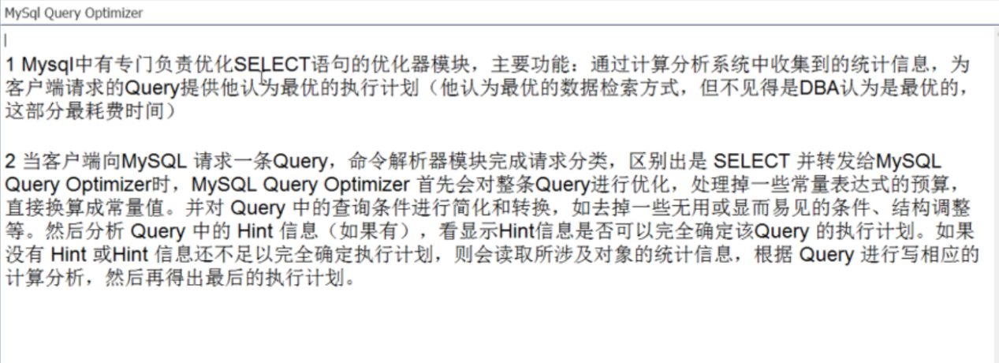 MySql Query Optimizer
1 Mysql中有专门负责优化SELECT语句的优化器模块，主要功能：通过计算分析系统中收集到的统计信息，为
客户端请求的Query提供他认为最优的执行计划（他认为最优的数据检索方式，但不见得是DBA认为是最优的，
这部分最耗费时间）
2 当客户端向MySQL 请求一条Query，命令解析器模块完成请求分类，区别出是 SELECT 并转发给MySQL
Query Optimizer时，MySQL Query Optimizer 首先会对整条Query进行优化，处理掉一些常量表达式的预算，
直接换算成常量值。并对 Query 中的查询条件进行简化和转换，如去掉一些无用或显而易见的条件、结构调整
等。然后分析 Query 中的 Hint 信息（如果有），看显示Hint信息是否可以完全确定该Query 的执行计划。如果
没有 Hint 或Hint 信息还不足以完全确定执行计划，则会读取所涉及对象的统计信息，根据 Query 进行写相应的
计算分析，然后再得出最后的执行计划。